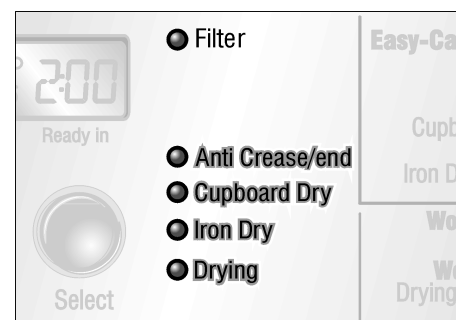 Filter
Easy-Ca
2:00
Ready in
Anti Crease/end
Cupboard Dry
Iron Dry
Drying
Select
Cupb
Iron D
Wo
Wo
Drying